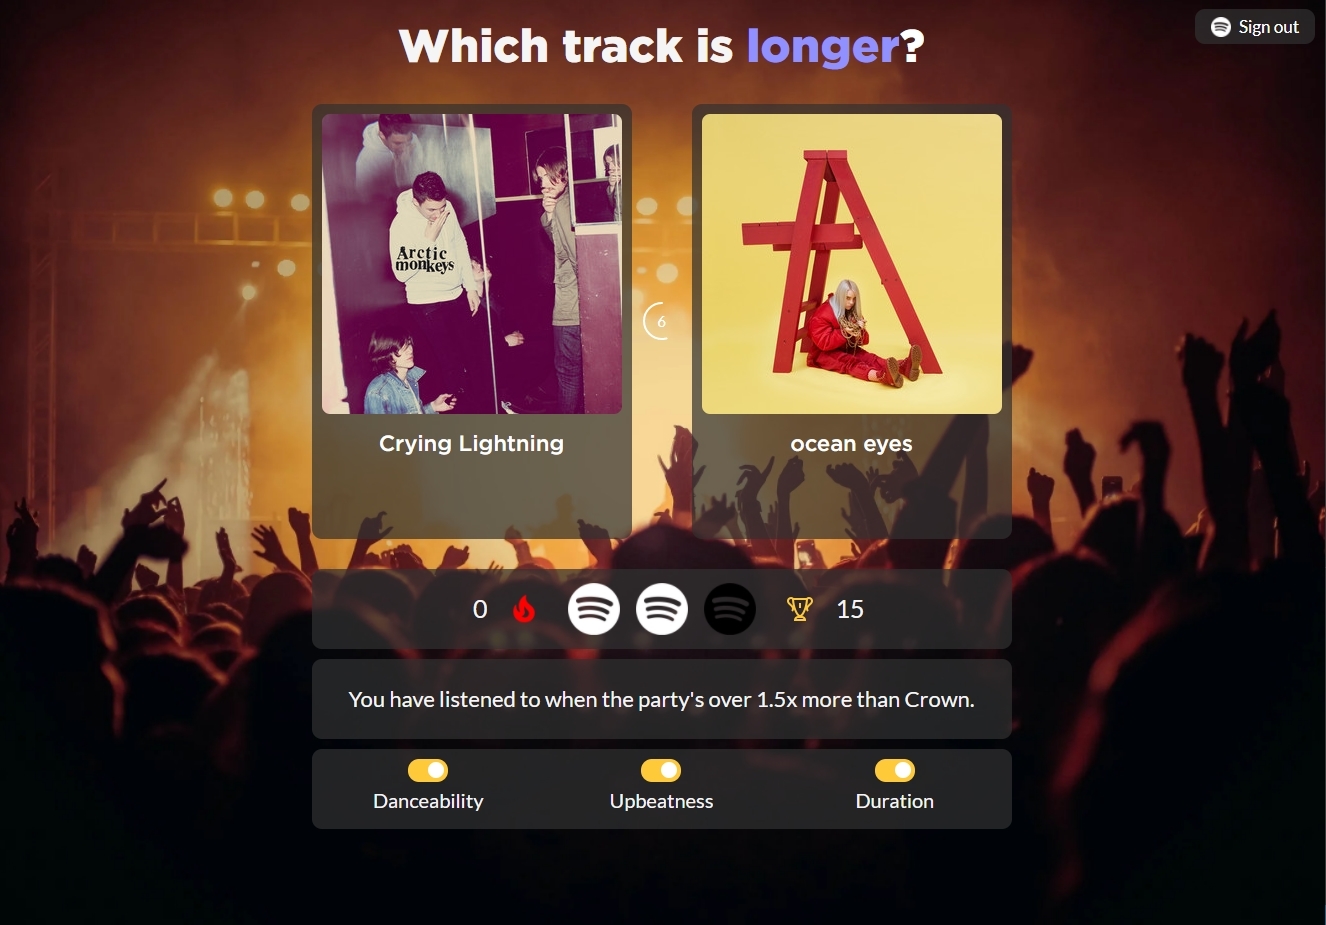 Which track is longer?
Sign out
Arctic
monkeys
6
Crying Lightning
ocean eyes
0
15
You have listened to when the party's over 1.5x more than Crown.
Danceability
Upbeatness
Duration